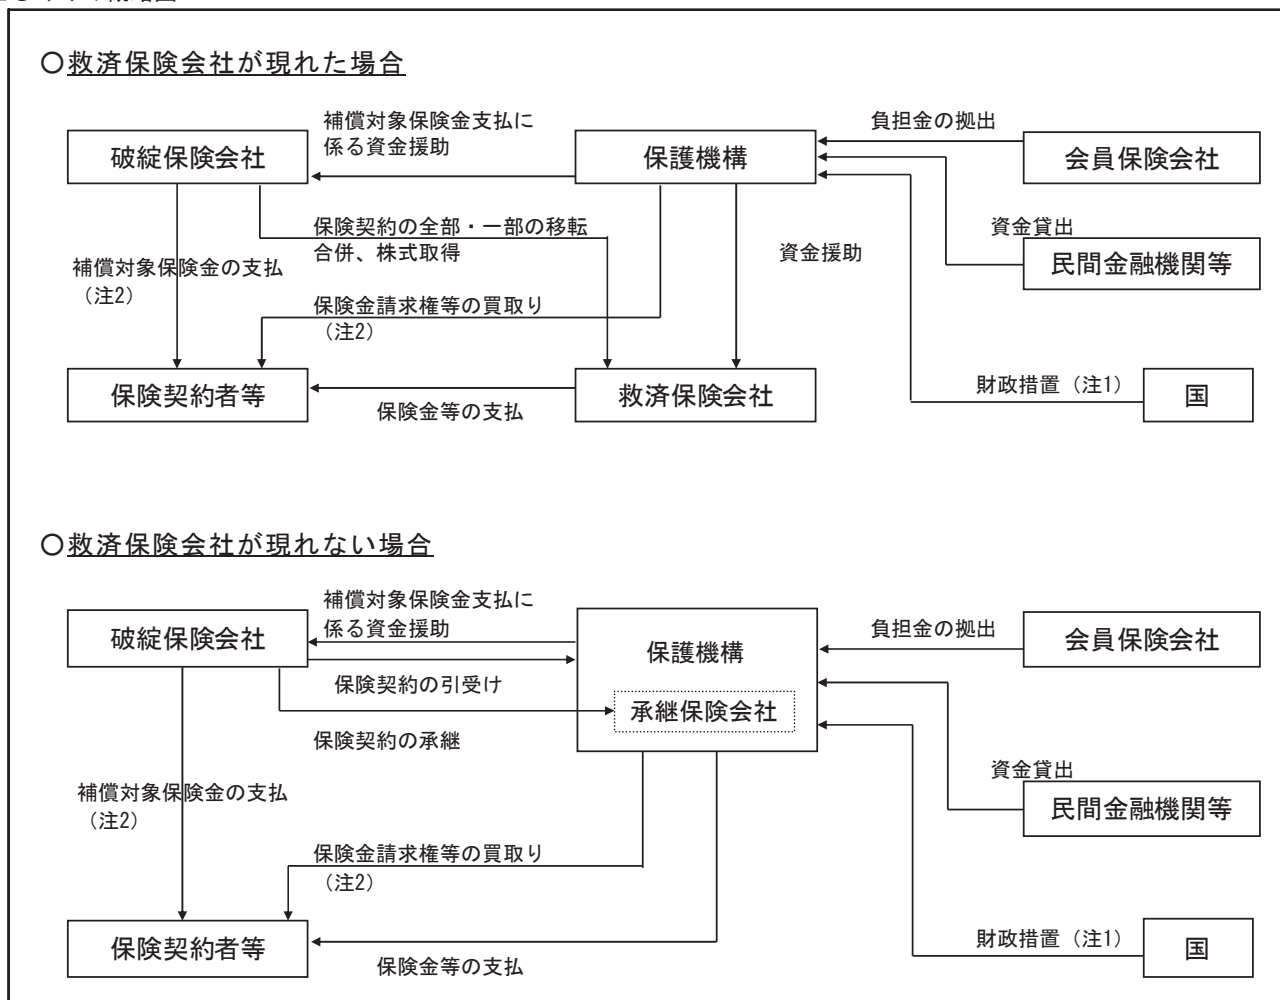 〇救済保険会社が現れた場合
補償対象保険金支払に
係る資金援助
負担金の拠出
破綻保険会社
保護機構
会員保険会社
保険契約の全部・一部の移転
合併、株式取得
資金援助
資金貸出
民間金融機関等
補償対象保険金の支払
（注2）
保険金請求権等の買取り
（注2）
財政措置（注1）
国
保険契約者等
救済保険会社
保険金等の支払
〇救済保険会社が現れない場合
補償対象保険金支払に
係る資金援助
負担金の拠出
破綻保険会社
保護機構
会員保険会社
保険契約の引受け
承継保険会社
保険契約の承継
資金貸出
民間金融機関等
補償対象保険金の支払
（注2）
保険金請求権等の買取り
（注2）
財政措置（注1）
国
保険契約者等
保険金等の支払